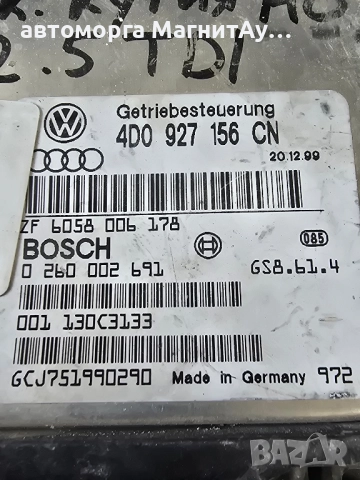 автоморга МагнитАу...
2.5 TDI
Getriebesteuerung
4D0 927 156 CN
20.12.99
ZF 6058 006 178
BOSCH
085
0 260 002 691
GS8.61.4
001 130C3133
GCJ751990290
Made in Germany 972
bazar